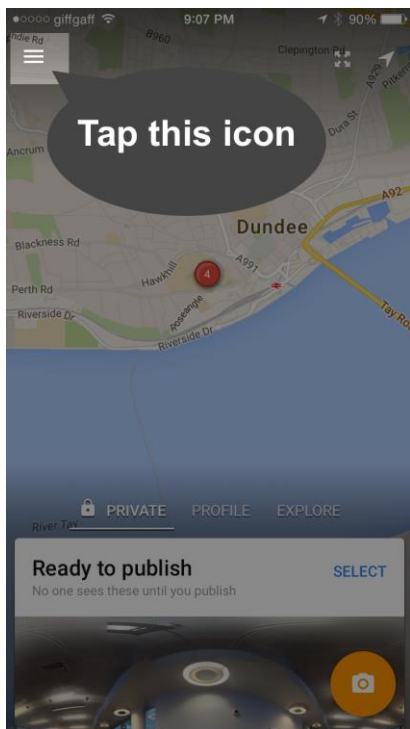 giffgaff 9:07 PM 90%
B960
Clepington Rd
Tap this icon
Ancrum
Dura St
A929
A92
Dundee
Blackness Rd
A991
Hawkhill
4
Perth Rd
Roseangle
Riverside Dr
Riverside Dr
Tay Ro
PRIVATE PROFILE EXPLORE
River Tay
Ready to publish SELECT
No one sees these until you publish